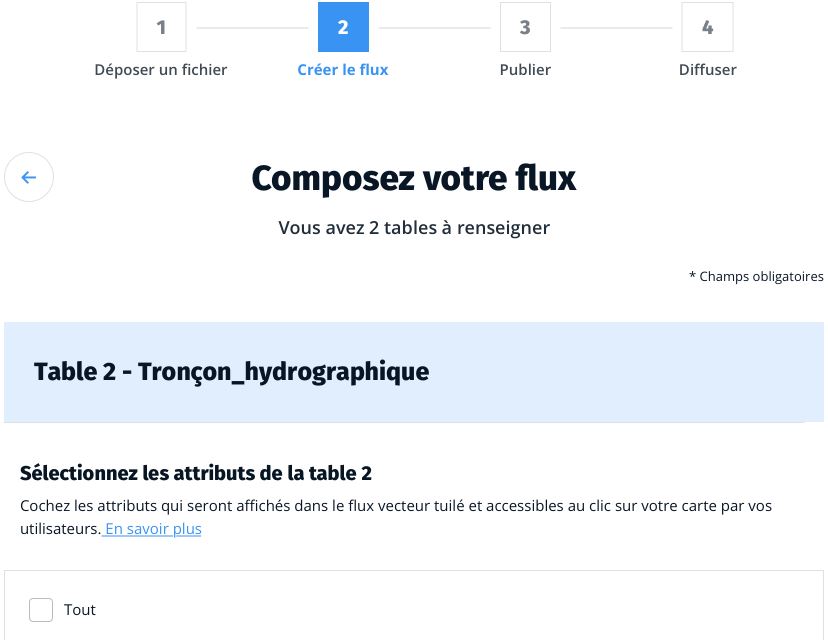 1
2
3
4
Déposer un fichier
Créer le flux
Publier
Diffuser
Composez votre flux
Vous avez 2 tables à renseigner
* Champs obligatoires
Table 2 - Tronçon_hydrographique
Sélectionnez les attributs de la table 2
Cochez les attributs qui seront affichés dans le flux vecteur tuilé et accessibles au clic sur votre carte par vos
utilisateurs. En savoir plus
Tout